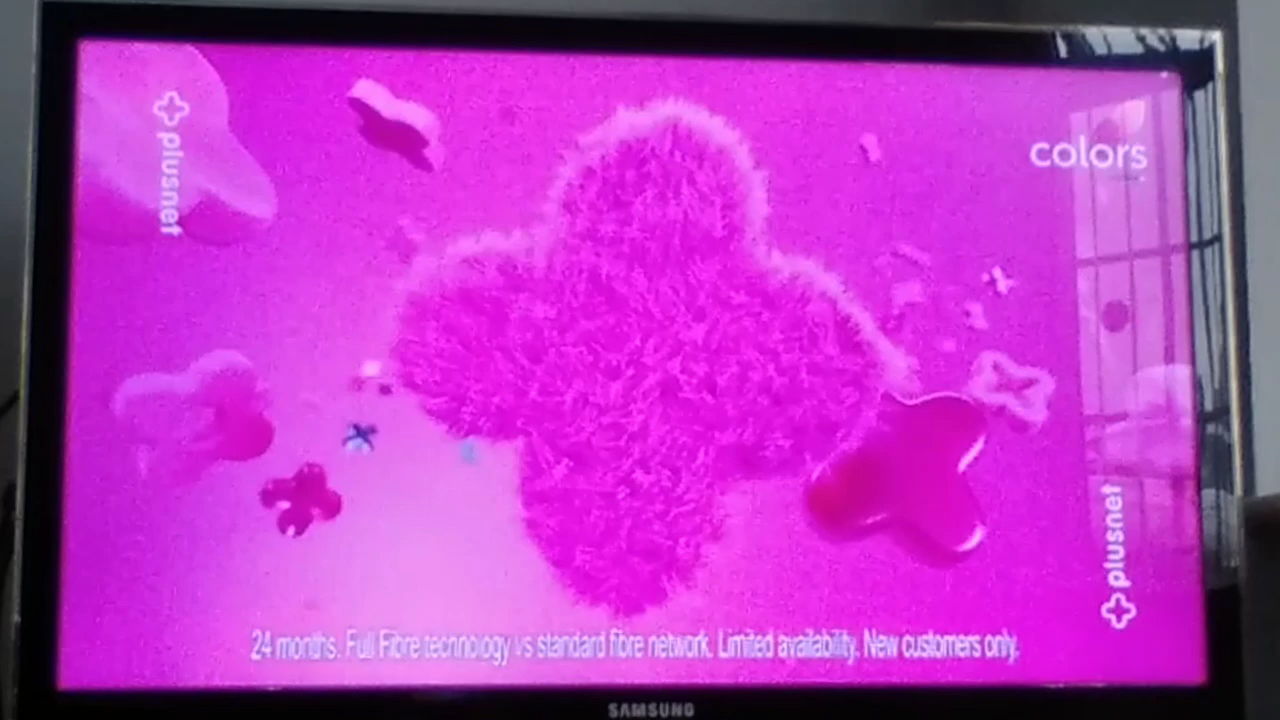 plusnet
colors
plusnet
24 months. Full Fibre technology vs standard fibre network. Limited availability. New customers only.
SAMSUNG